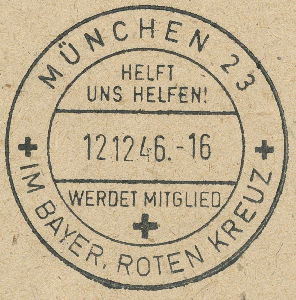 MÜNCHEN 23
HELFT
UNS HELFEN!
12.12.46.-16
WERDET MITGLIED
IM BAYER. ROTEN KREUZ